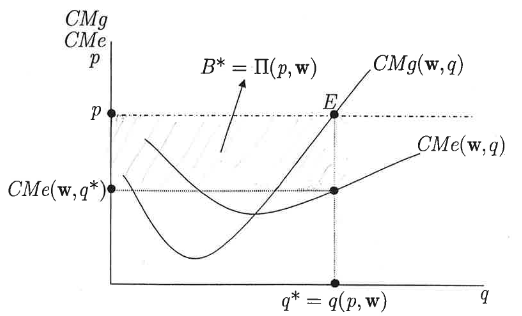 CMg
CMe
p
B* = Π(p, w)
CMg(w, q)
E
p
CMe(w, q)
CMe(w, q*)
q
q* = q(p, w)